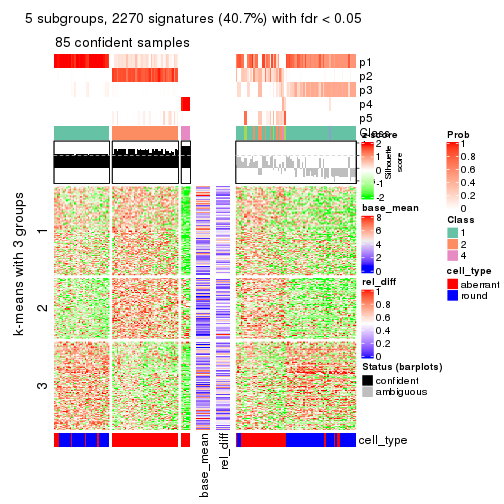 5 subgroups, 2270 signatures (40.7%) with fdr < 0.05
85 confident samples
p1
p2
p3
p4
p5
Class
1
2
3
k-means with 3 groups
base_mean
rel_diff
cell_type
Silhouette
score
z-score
2
1
0
-1
-2
base_mean
8
6
4
2
0
rel_diff
1
0.8
0.6
0.4
0.2
0
Status (barplots)
confident
ambiguous
Prob
1
0.8
0.6
0.4
0.2
0
Class
1
2
4
cell_type
aberrant
round